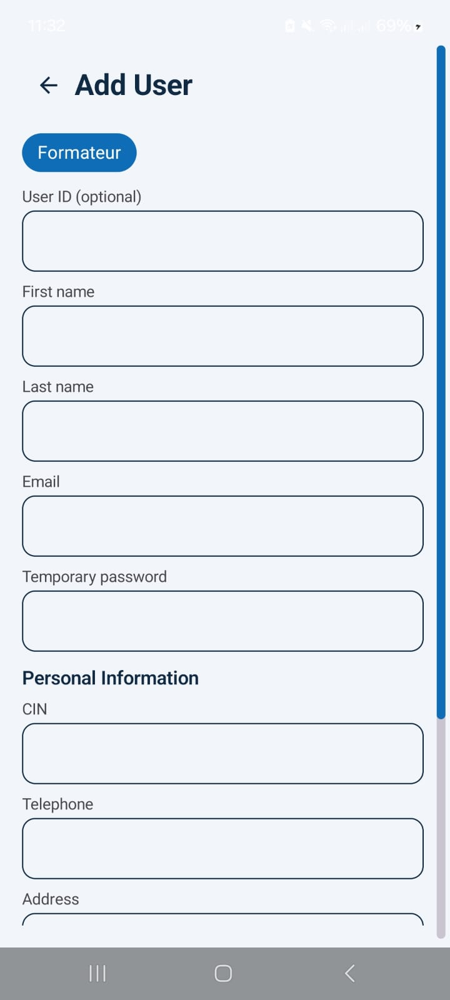 11:32 69%
Add User
Formateur
User ID (optional)
First name
Last name
Email
Temporary password
Personal Information
CIN
Telephone
Address